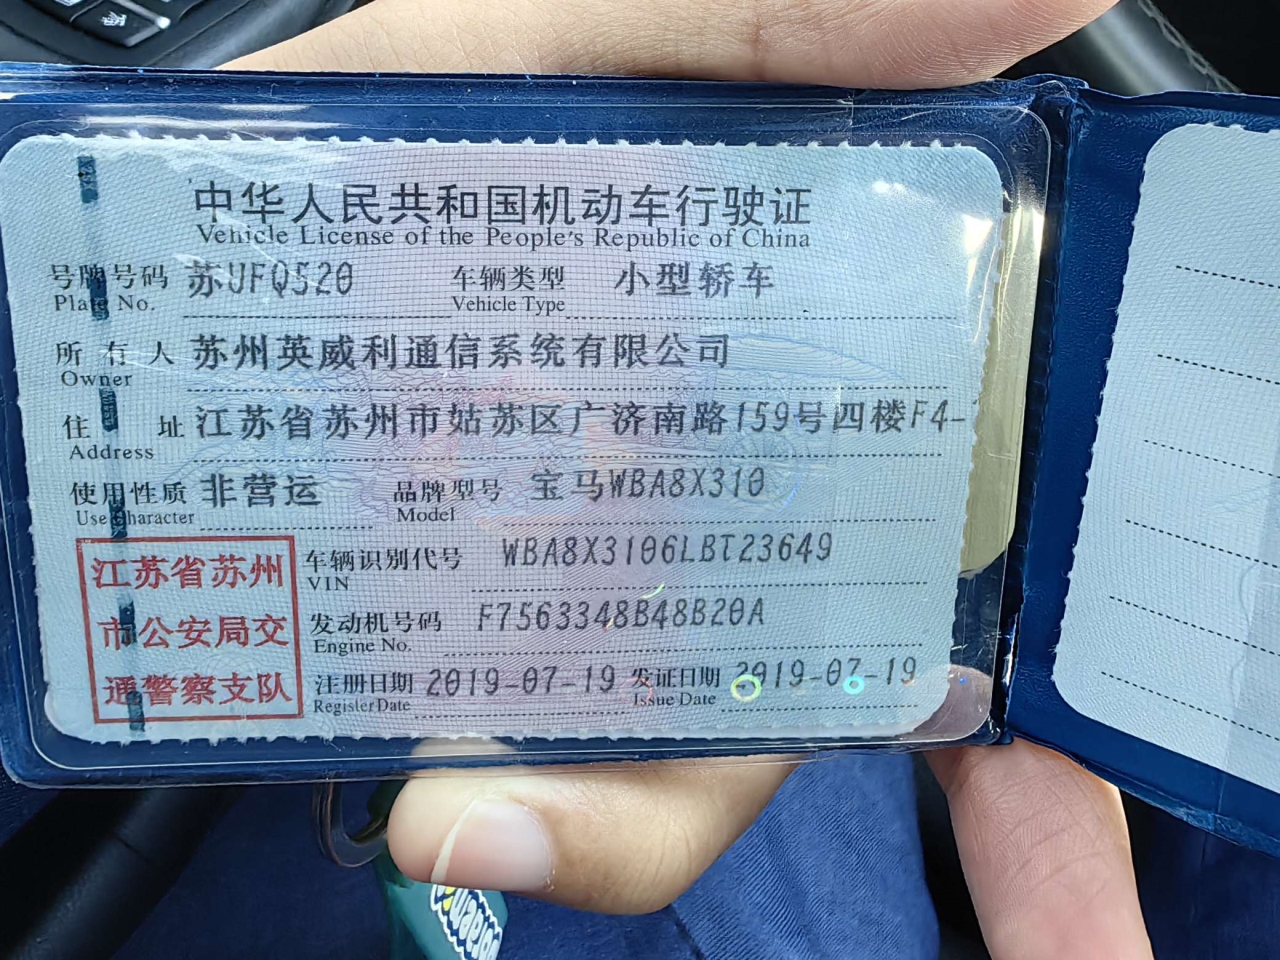 中华人民共和国机动车行驶证
Vehicle License of the People's Republic of China
号牌号码 苏UFQ520 车辆类型 小型轿车
Plate No. Vehicle Type
所有人 苏州英威利通信系统有限公司
Owner
住址 江苏省苏州市姑苏区广济南路159号四楼F4-
Address
使用性质 非营运 品牌型号 宝马WBA8X310
Use Character Model
车辆识别代号 WBA8X3106LBT23649
VIN
发动机号码 F7563348B48B20A
Engine No.
注册日期 2019-07-19 发证日期 2019-07-19
Register Date Issue Date
江苏省苏州
市公安局交
通警察支队